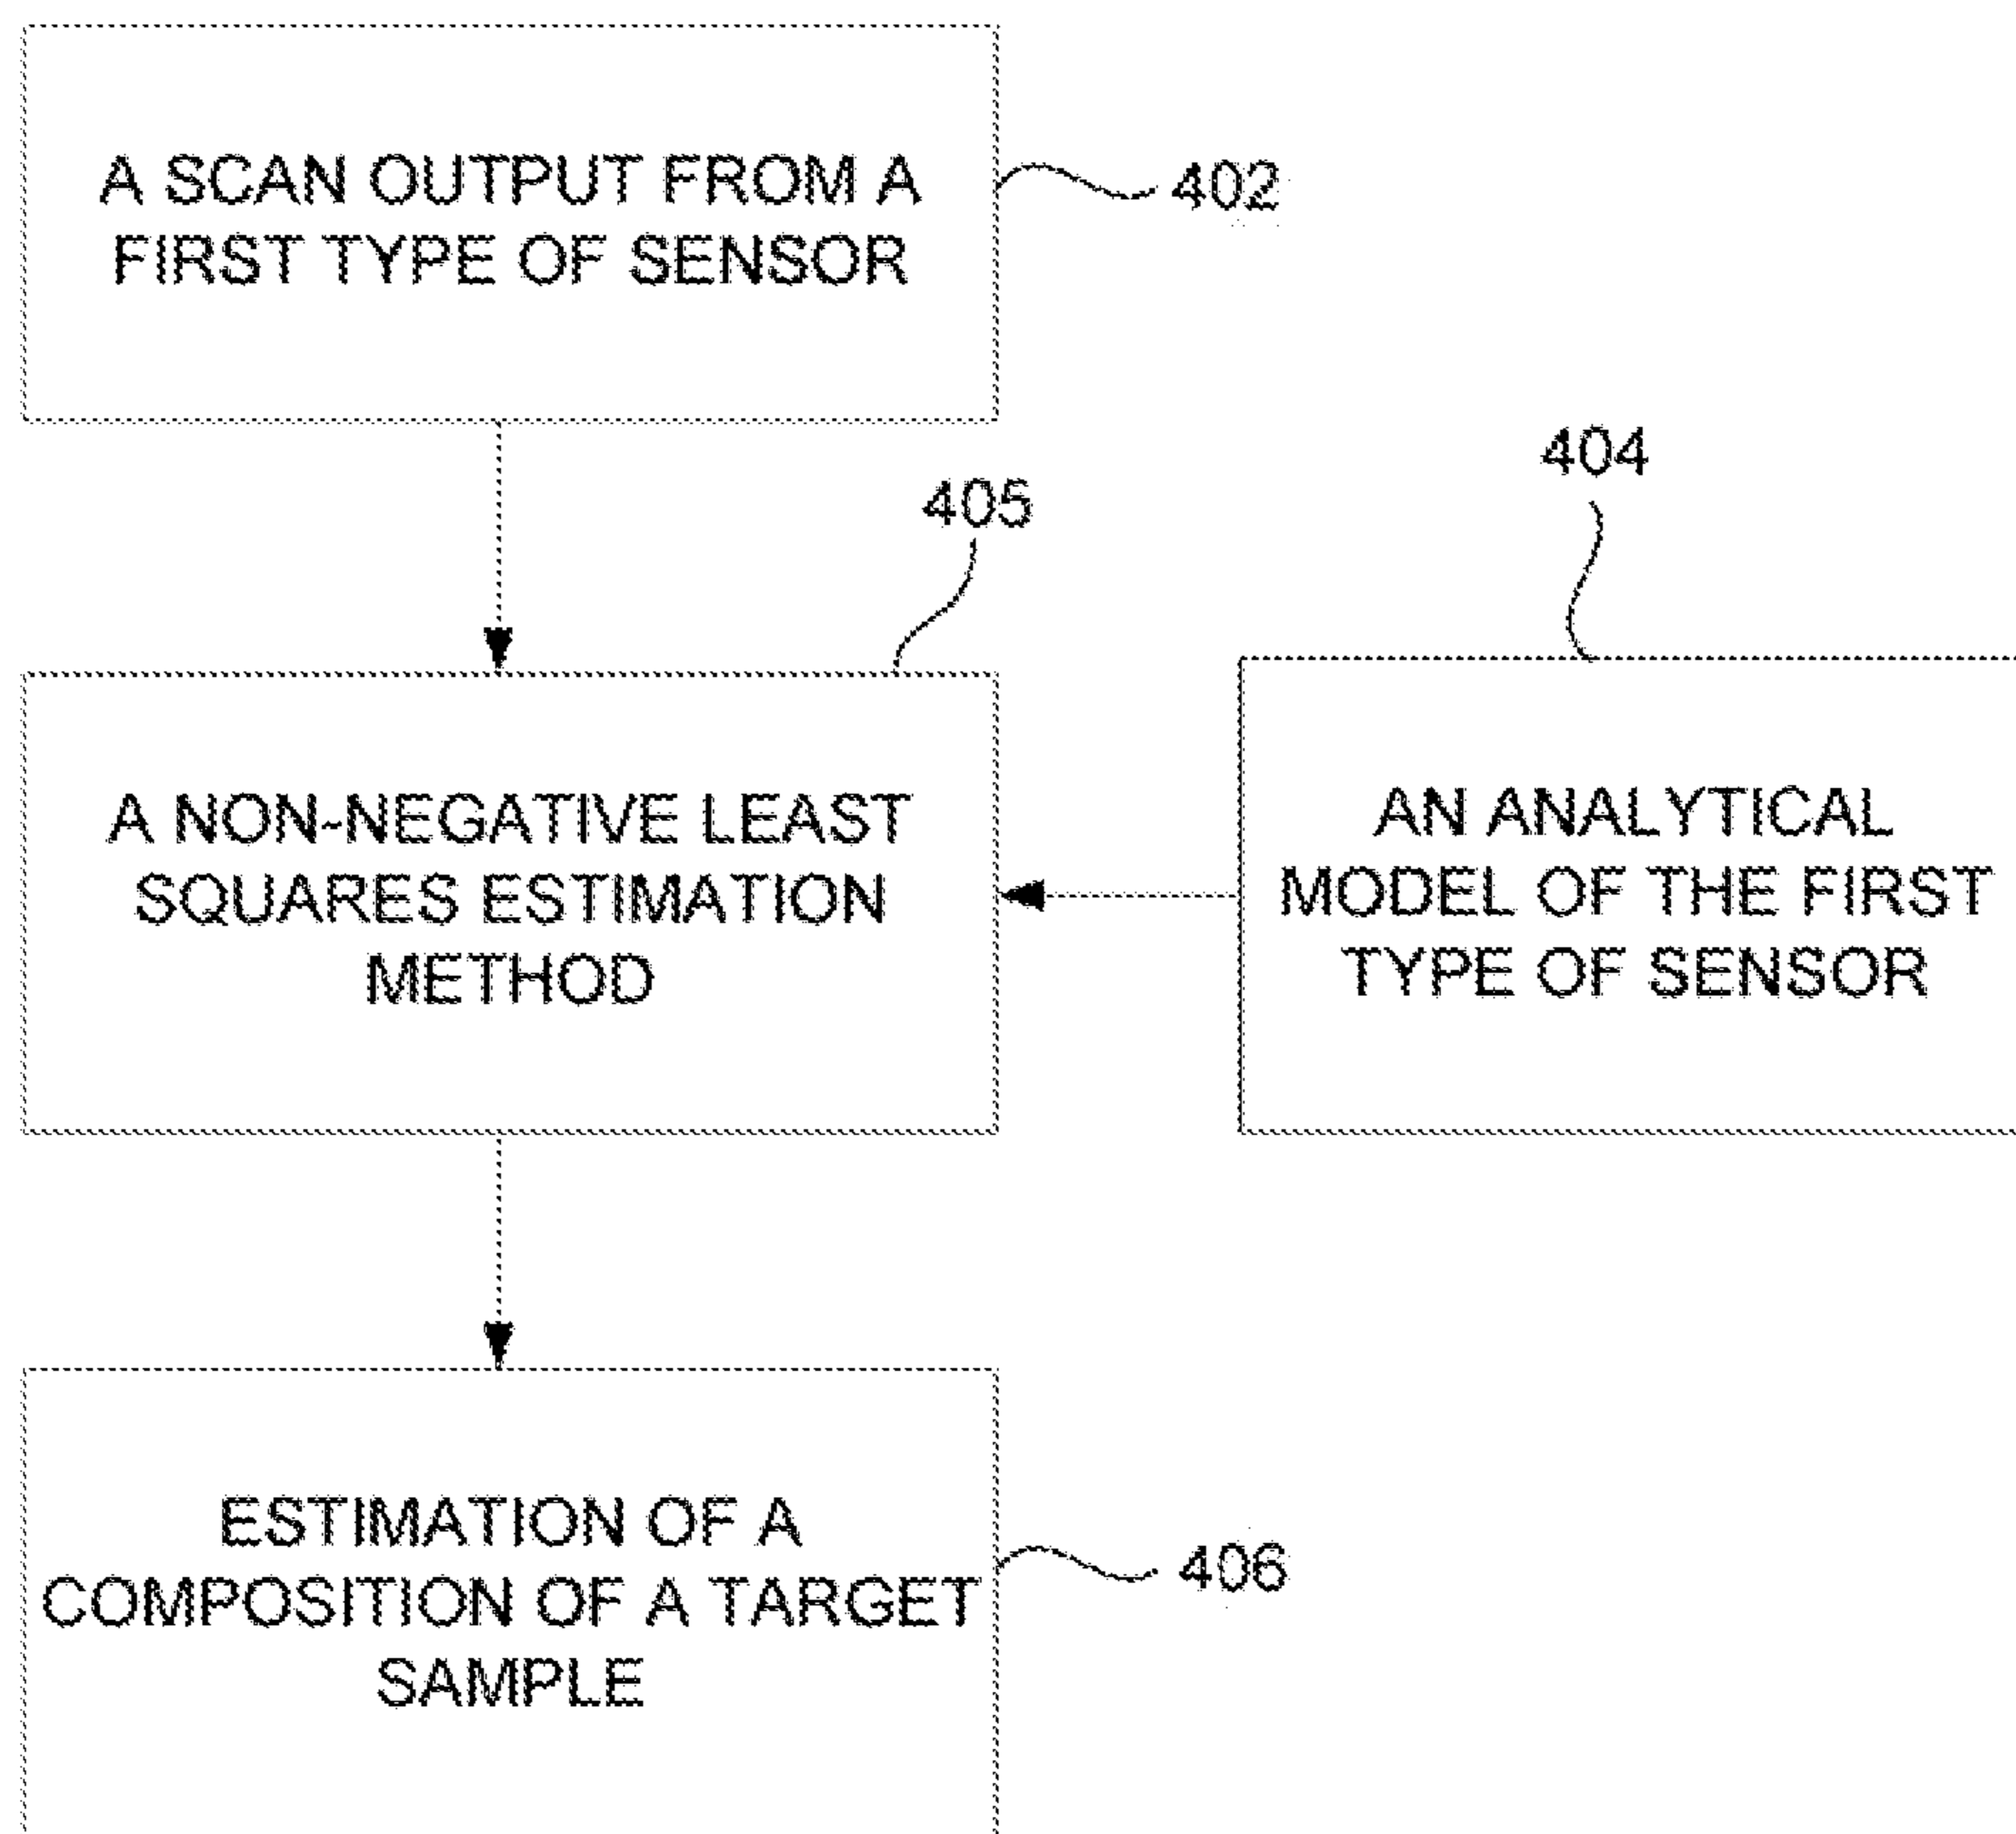 A SCAN OUTPUT FROM A
FIRST TYPE OF SENSOR
402
405
404
A NON-NEGATIVE LEAST
SQUARES ESTIMATION
METHOD
AN ANALYTICAL
MODEL OF THE FIRST
TYPE OF SENSOR
ESTIMATION OF A
COMPOSITION OF A TARGET
SAMPLE
406